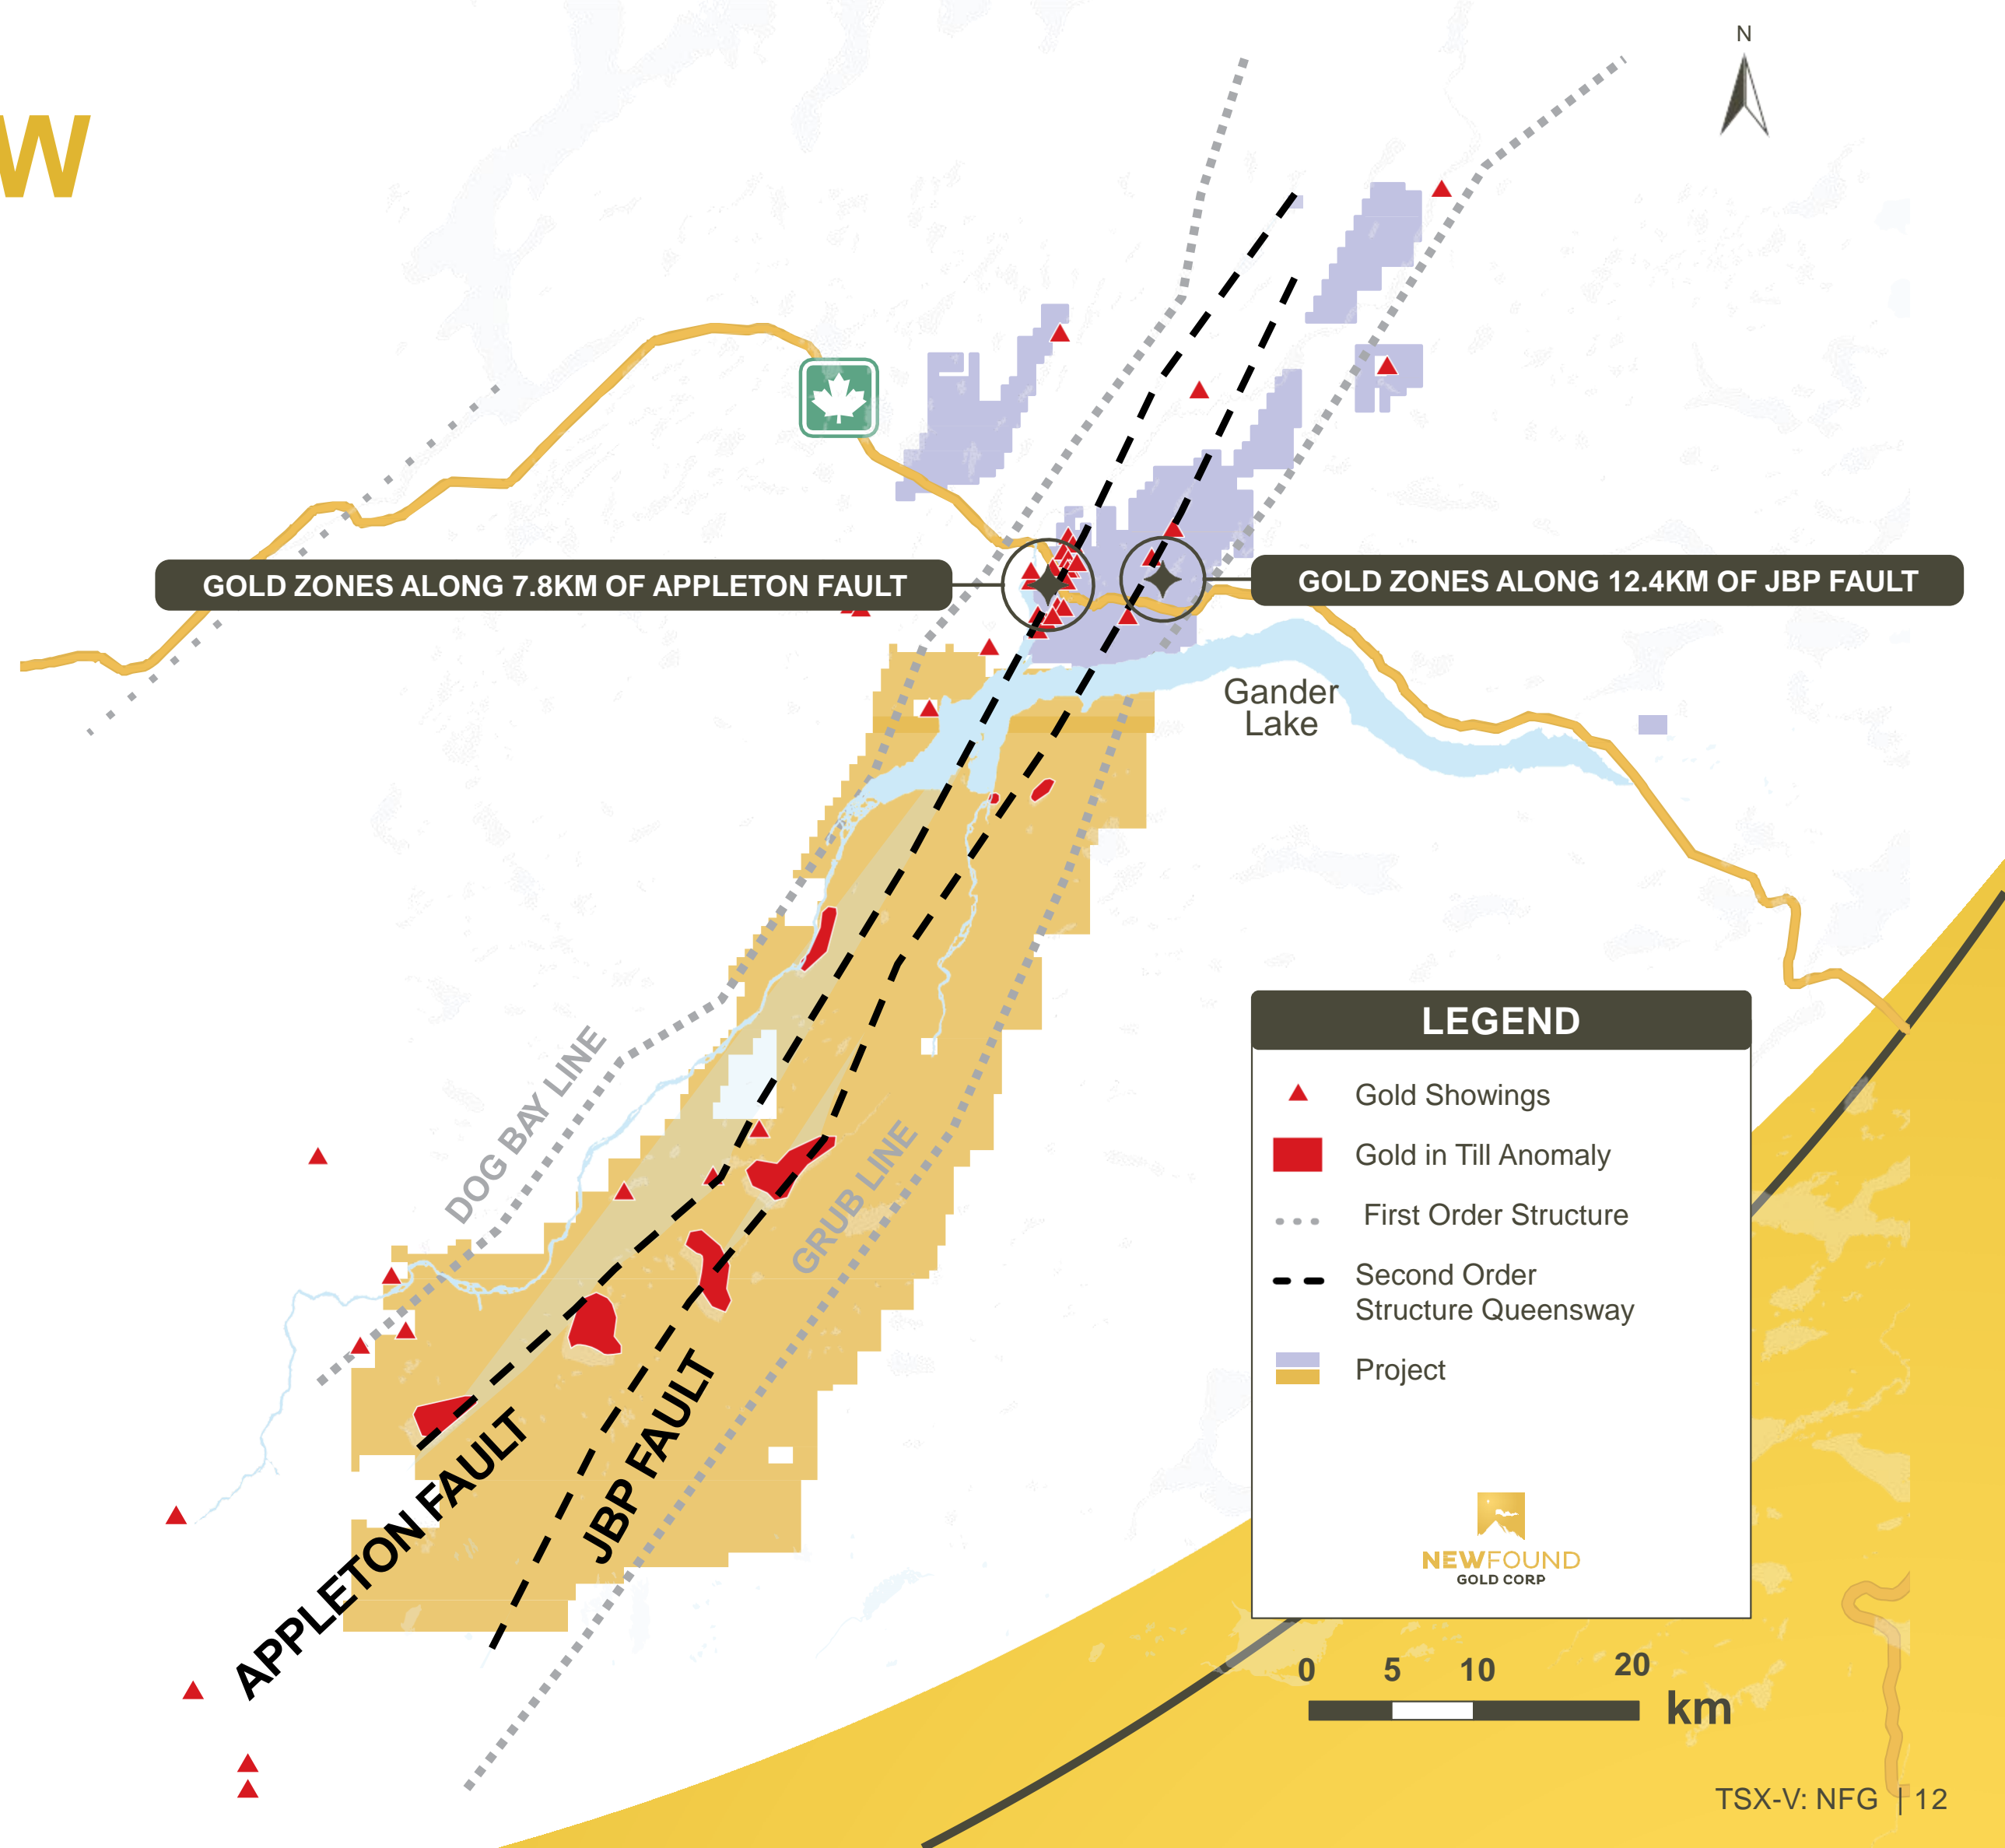 W
N
GOLD ZONES ALONG 7.8KM OF APPLETON FAULT
GOLD ZONES ALONG 12.4KM OF JBP FAULT
Gander
Lake
DOG BAY LINE
GRUB LINE
APPLETON FAULT
JBP FAULT
LEGEND
Gold Showings
Gold in Till Anomaly
First Order Structure
Second Order
Structure Queensway
Project
NEWFOUND
GOLD CORP
0 5 10 20
km
TSX-V: NFG | 12